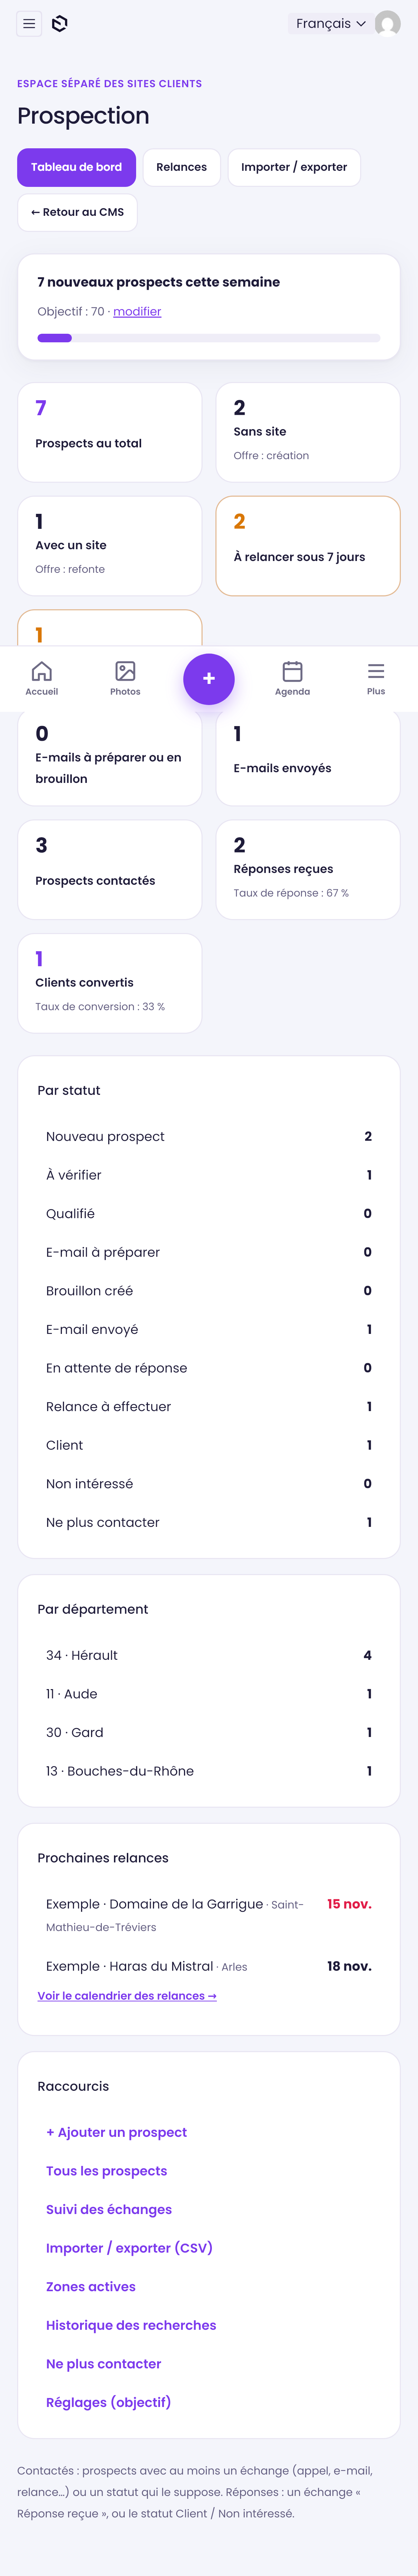 Français
ESPACE SÉPARÉ DES SITES CLIENTS
Prospection
Tableau de bord
Relances
Importer / exporter
← Retour au CMS
7 nouveaux prospects cette semaine
Objectif : 70 · modifier
7
Prospects au total
2
Sans site
Offre : création
1
Avec un site
Offre : refonte
2
À relancer sous 7 jours
1
Accueil
Photos
+
Agenda
Plus
0
E-mails à préparer ou en
brouillon
1
E-mails envoyés
3
Prospects contactés
2
Réponses reçues
Taux de réponse : 67 %
1
Clients convertis
Taux de conversion : 33 %
Par statut
Nouveau prospect 2
À vérifier 1
Qualifié 0
E-mail à préparer 0
Brouillon créé 0
E-mail envoyé 1
En attente de réponse 0
Relance à effectuer 1
Client 1
Non intéressé 0
Ne plus contacter 1
Par département
34 · Hérault 4
11 · Aude 1
30 · Gard 1
13 · Bouches-du-Rhône 1
Prochaines relances
Exemple · Domaine de la Garrigue · Saint- 15 nov.
Mathieu-de-Tréviers
Exemple · Haras du Mistral · Arles 18 nov.
Voir le calendrier des relances →
Raccourcis
+ Ajouter un prospect
Tous les prospects
Suivi des échanges
Importer / exporter (CSV)
Zones actives
Historique des recherches
Ne plus contacter
Réglages (objectif)
Contactés : prospects avec au moins un échange (appel, e-mail,
relance…) ou un statut qui le suppose. Réponses : un échange «
Réponse reçue », ou le statut Client / Non intéressé.